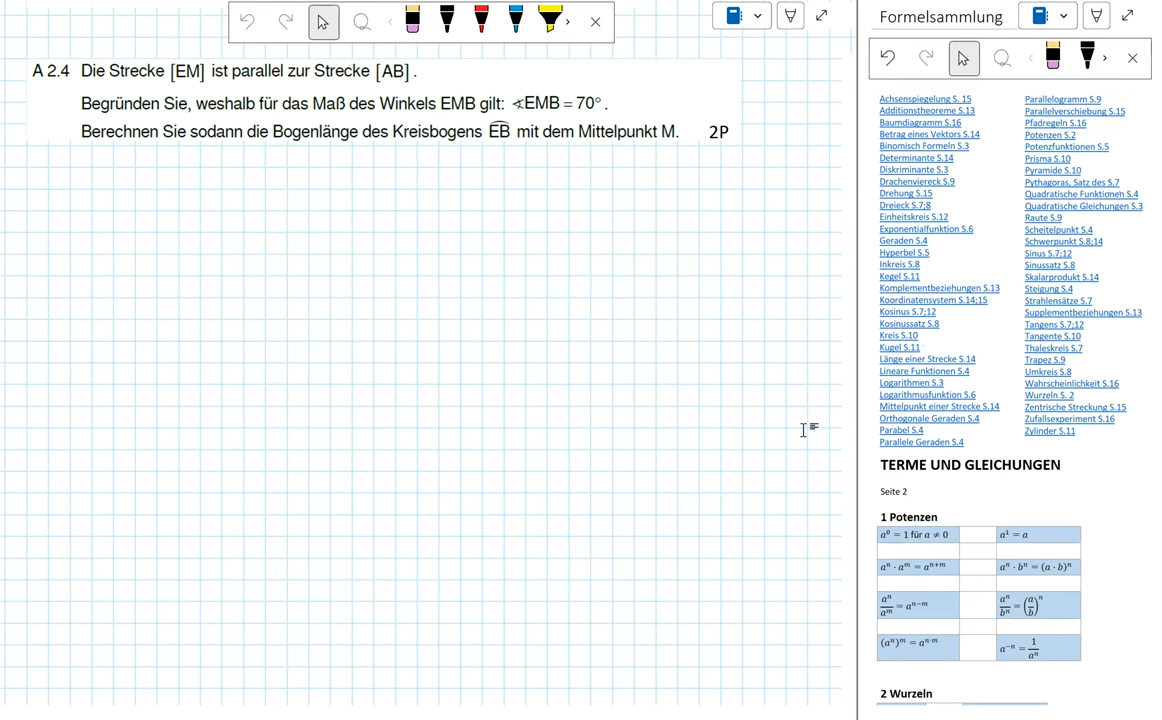 Formelsammlung
A 2.4 Die Strecke [EM] ist parallel zur Strecke [AB] .
Begründen Sie, weshalb für das Maß des Winkels EMB gilt: ∢EMB = 70° .
Berechnen Sie sodann die Bogenlänge des Kreisbogens EB mit dem Mittelpunkt M. 2P
Achsenspiegelung S. 15
Additionstheoreme S.13
Baumdiagramm S.16
Betrag eines Vektors S.14
Binomisch Formeln S.3
Determinante S.14
Diskriminante S.3
Drachenviereck S.9
Drehung S.15
Dreieck S.7;8
Einheitskreis S.12
Exponentialfunktion S.6
Geraden S.4
Hyperbel S.5
Inkreis S.8
Kegel S.11
Komplementbeziehungen S.13
Koordinatensystem S.14;15
Kosinus S.7;12
Kosinussatz S.8
Kreis S.10
Kugel S.11
Länge einer Strecke S.14
Lineare Funktionen S.4
Logarithmen S.3
Logarithmusfunktion S.6
Mittelpunkt einer Strecke S.14
Orthogonale Geraden S.4
Parabel S.4
Parallele Geraden S.4
Parallelogramm S.9
Parallelverschiebung S.15
Pfadregeln S.16
Potenzen S.2
Potenzfunktionen S.5
Prisma S.10
Pyramide S.10
Pythagoras, Satz des S.7
Quadratische Funktionen S.4
Quadratische Gleichungen S.3
Raute S.9
Scheitelpunkt S.4
Schwerpunkt S.8;14
Sinus S.7;12
Sinussatz S.8
Skalarprodukt S.14
Steigung S.4
Strahlensätze S.7
Supplementbeziehungen S.13
Tangens S.7;12
Tangente S.10
Thaleskreis S.7
Trapez S.9
Umkreis S.8
Wahrscheinlichkeit S.16
Wurzeln S. 2
Zentrische Streckung S.15
Zufallsexperiment S.16
Zylinder S.11
TERME UND GLEICHUNGEN
Seite 2
1 Potenzen
a⁰ = 1 für a ≠ 0 a¹ = a
aⁿ · aᵐ = aⁿ⁺ᵐ aⁿ · bⁿ = (a · b)ⁿ
aⁿ/aᵐ = aⁿ⁻ᵐ aⁿ/bⁿ = (a/b)ⁿ
(aⁿ)ᵐ = aⁿ·ᵐ a⁻ⁿ = 1/aⁿ
2 Wurzeln